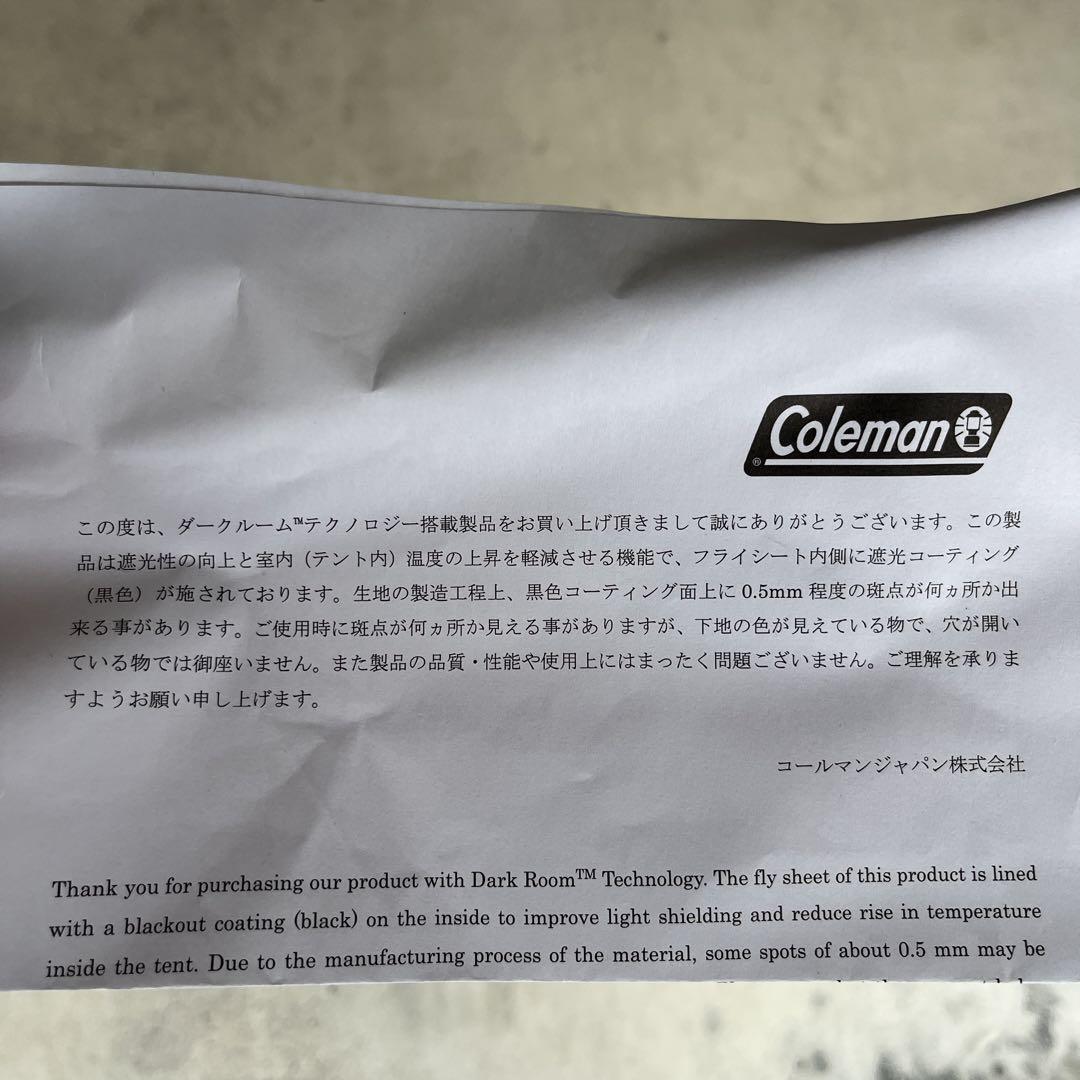 Coleman
®
この度は、ダークルーム™テクノロジー搭載製品をお買い上げ頂きまして誠にありがとうございます。この製
品は遮光性の向上と室内（テント内）温度の上昇を軽減させる機能で、フライシート内側に遮光コーティング
（黒色）が施されております。生地の製造工程上、黒色コーティング面上に 0.5mm 程度の斑点が何ヵ所か出
来る事があります。ご使用時に斑点が何ヵ所か見える事がありますが、下地の色が見えている物で、穴が開い
ている物では御座いません。また製品の品質・性能や使用上にはまったく問題ございません。ご理解を承りま
すようお願い申し上げます。
コールマンジャパン株式会社
Thank you for purchasing our product with Dark Room™ Technology. The fly sheet of this product is lined
with a blackout coating (black) on the inside to improve light shielding and reduce rise in temperature
inside the tent. Due to the manufacturing process of the material, some spots of about 0.5 mm may be